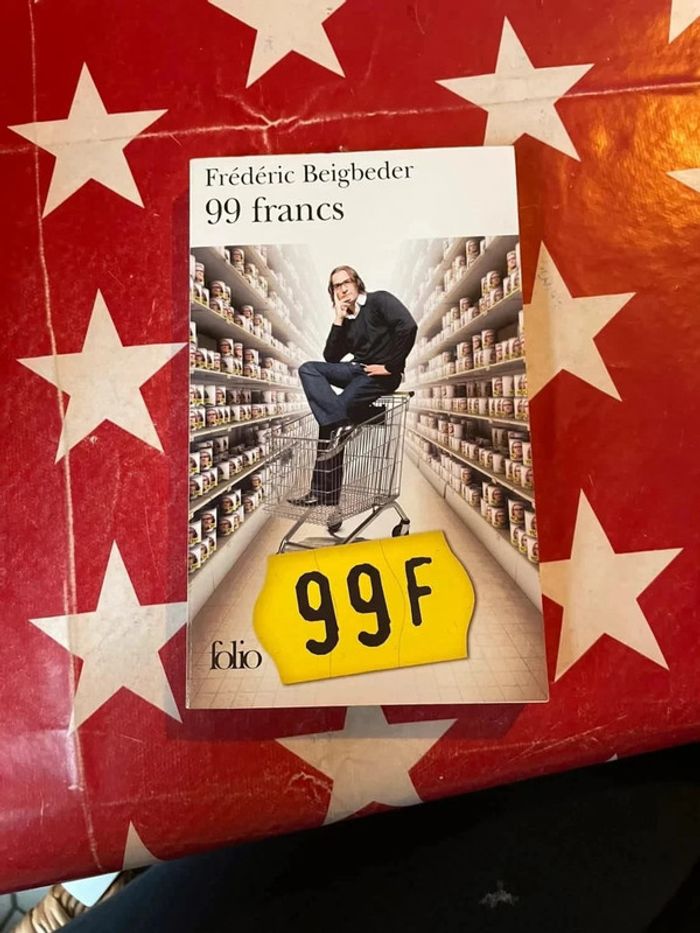 Frédéric Beigbeder
99 francs
99F
folio